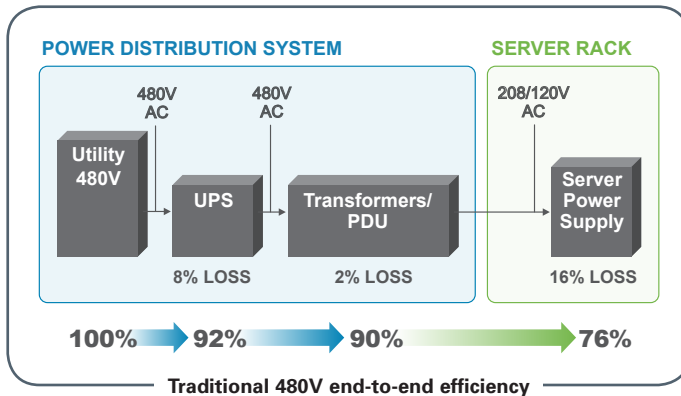 POWER DISTRIBUTION SYSTEM
SERVER RACK
480V
AC
480V
AC
208/120V
AC
Utility
480V
UPS
Transformers/
PDU
Server
Power
Supply
8% LOSS
2% LOSS
16% LOSS
100%
92%
90%
76%
Traditional 480V end-to-end efficiency